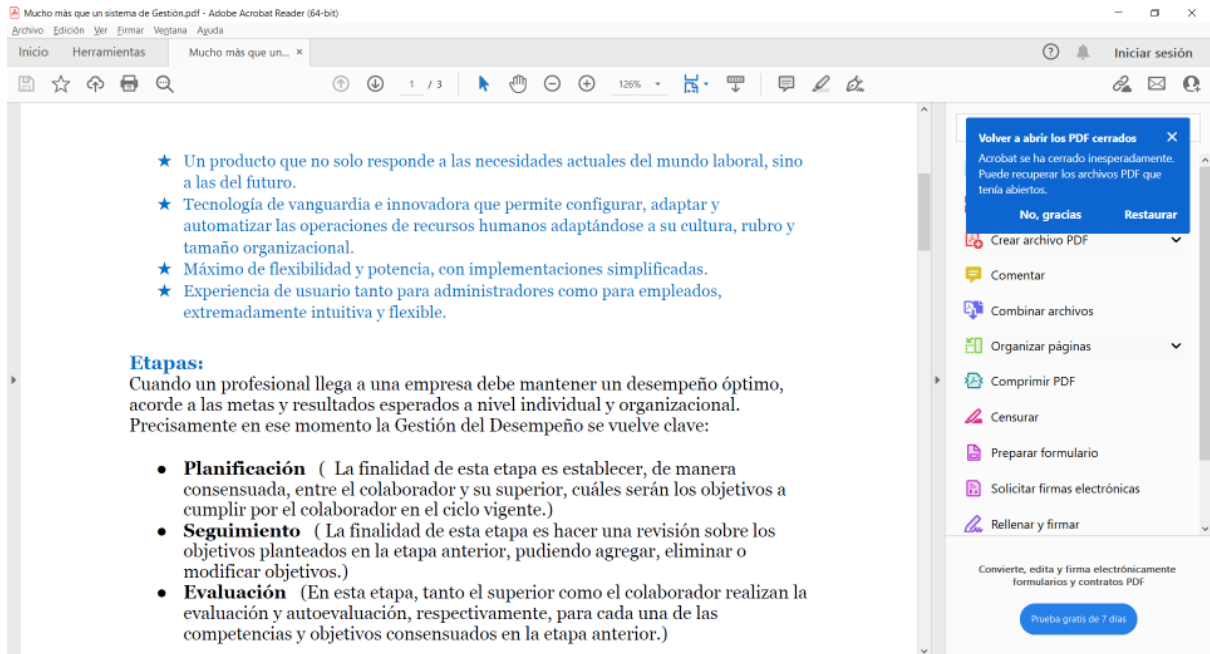 Mucho más que un sistema de Gestión.pdf - Adobe Acrobat Reader (64-bit)
Archivo Edición Ver Firmar Ventana Ayuda
Inicio Herramientas Mucho màs que un... × Iniciar sesión
1 / 3 126%
★ Un producto que no solo responde a las necesidades actuales del mundo laboral, sino
a las del futuro.
★ Tecnología de vanguardia e innovadora que permite configurar, adaptar y
automatizar las operaciones de recursos humanos adaptándose a su cultura, rubro y
tamaño organizacional.
★ Máximo de flexibilidad y potencia, con implementaciones simplificadas.
★ Experiencia de usuario tanto para administradores como para empleados,
extremadamente intuitiva y flexible.
Etapas:
Cuando un profesional llega a una empresa debe mantener un desempeño óptimo,
acorde a las metas y resultados esperados a nivel individual y organizacional.
Precisamente en ese momento la Gestión del Desempeño se vuelve clave:
● Planificación ( La finalidad de esta etapa es establecer, de manera
consensuada, entre el colaborador y su superior, cuáles serán los objetivos a
cumplir por el colaborador en el ciclo vigente.)
● Seguimiento ( La finalidad de esta etapa es hacer una revisión sobre los
objetivos planteados en la etapa anterior, pudiendo agregar, eliminar o
modificar objetivos.)
● Evaluación (En esta etapa, tanto el superior como el colaborador realizan la
evaluación y autoevaluación, respectivamente, para cada una de las
competencias y objetivos consensuados en la etapa anterior.)
Volver a abrir los PDF cerrados
Acrobat se ha cerrado inesperadamente.
Puede recuperar los archivos PDF que
tenía abiertos.
No, gracias Restaurar
Crear archivo PDF
Comentar
Combinar archivos
Organizar páginas
Comprimir PDF
Censurar
Preparar formulario
Solicitar firmas electrónicas
Rellenar y firmar
Convierte, edita y firma electrónicamente
formularios y contratos PDF
Prueba gratis de 7 días